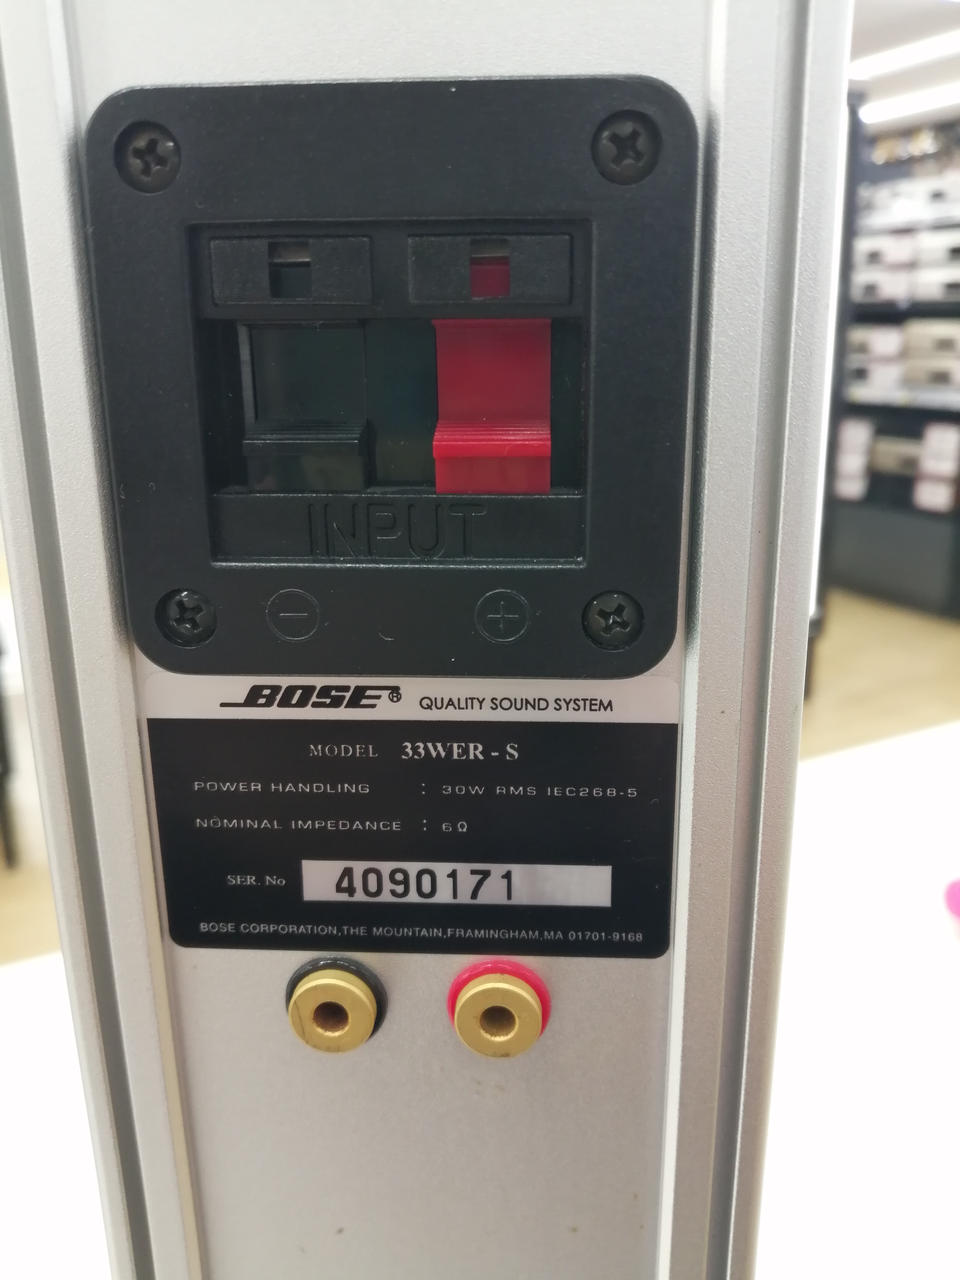 INPUT
− +
BOSE® QUALITY SOUND SYSTEM
MODEL 33WER - S
POWER HANDLING : 30W RMS IEC268-5
NOMINAL IMPEDANCE : 6Ω
SER. No 4090171
BOSE CORPORATION,THE MOUNTAIN,FRAMINGHAM,MA 01701-9168